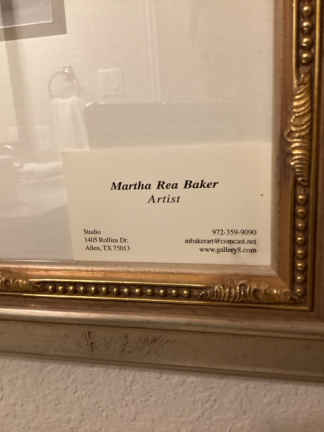 Martha Rea Baker
Artist
Studio
1405 Rollins Dr.
Allen, TX 75013
972-359-9090
mbakerart@comcast.net
www.gallery8.com